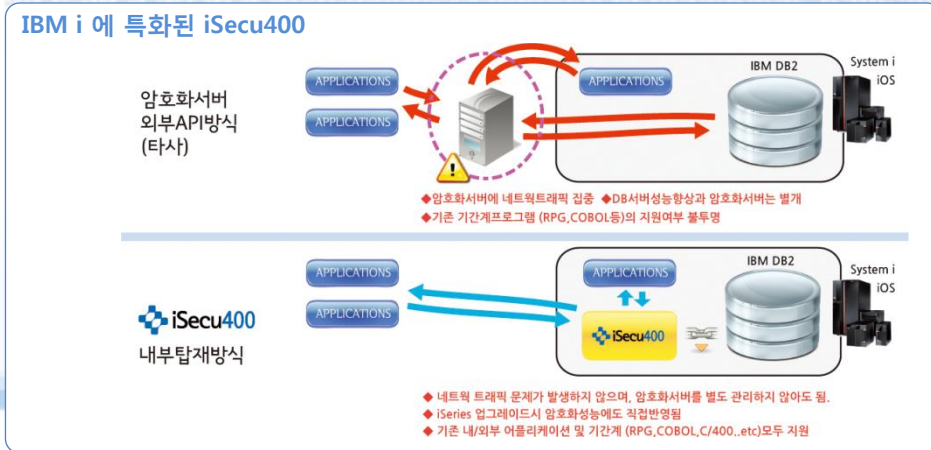 IBM i 에 특화된 iSecu400
암호화서버
외부API방식
(타사)
APPLICATIONS
APPLICATIONS
APPLICATIONS
IBM DB2
System i
iOS
◆암호화서버에 네트웍트래픽 집중 ◆DB서버성능향상과 암호화서버는 별개
◆기존 기간계프로그램 (RPG,COBOL등)의 지원여부 불투명
iSecu400
내부탑재방식
APPLICATIONS
APPLICATIONS
APPLICATIONS
iSecu400
IBM DB2
System i
iOS
◆ 네트웍 트래픽 문제가 발생하지 않으며, 암호화서버를 별도 관리하지 않아도 됨.
◆ iSeries 업그레이드시 암호화성능에도 직접반영됨
◆ 기존 내/외부 어플리케이션 및 기간계 (RPG,COBOL,C/400..etc)모두 지원